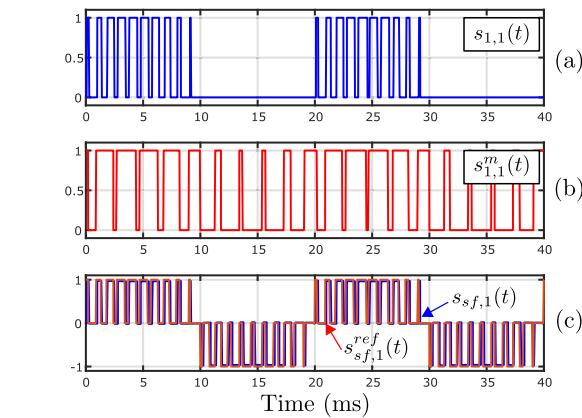 1
0.5
0
s_{1,1}(t)
(a)
0 5 10 15 20 25 30 35 40
1
0.5
0
s^{m}_{1,1}(t)
(b)
0 5 10 15 20 25 30 35 40
1
0
-1
s_{sf,1}(t)
s^{ref}_{sf,1}(t)
(c)
0 5 10 15 20 25 30 35 40
Time (ms)